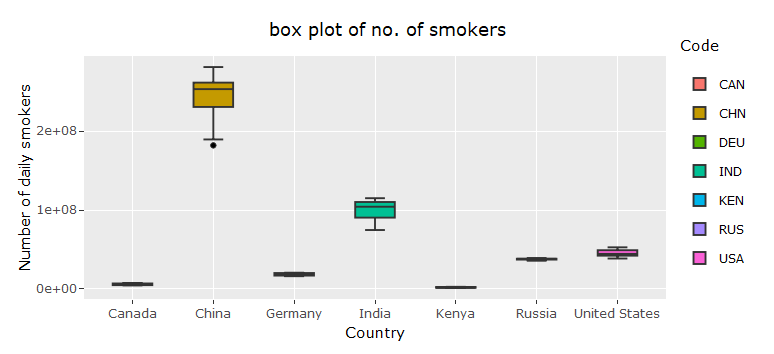 box plot of no. of smokers
Code
CAN
CHN
DEU
IND
KEN
RUS
USA
Number of daily smokers
2e+08
1e+08
0e+00
Canada China Germany India Kenya Russia United States
Country